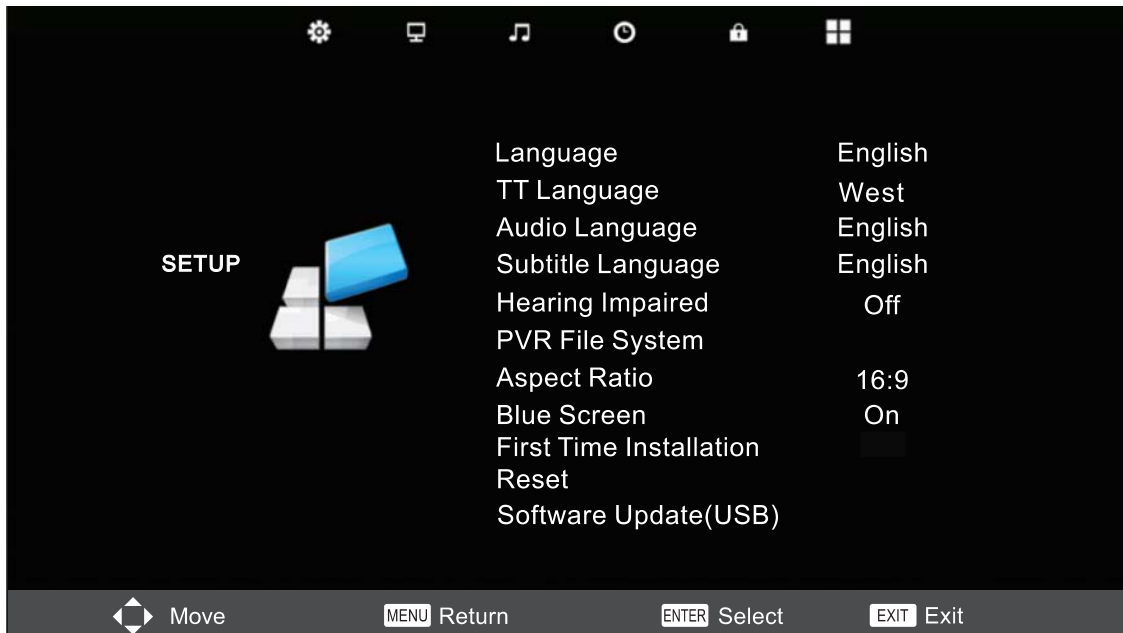 Language English
TT Language West
Audio Language English
SETUP
Subtitle Language English
Hearing Impaired Off
PVR File System
Aspect Ratio 16:9
Blue Screen On
First Time Installation
Reset
Software Update(USB)
Move MENU Return ENTER Select EXIT Exit